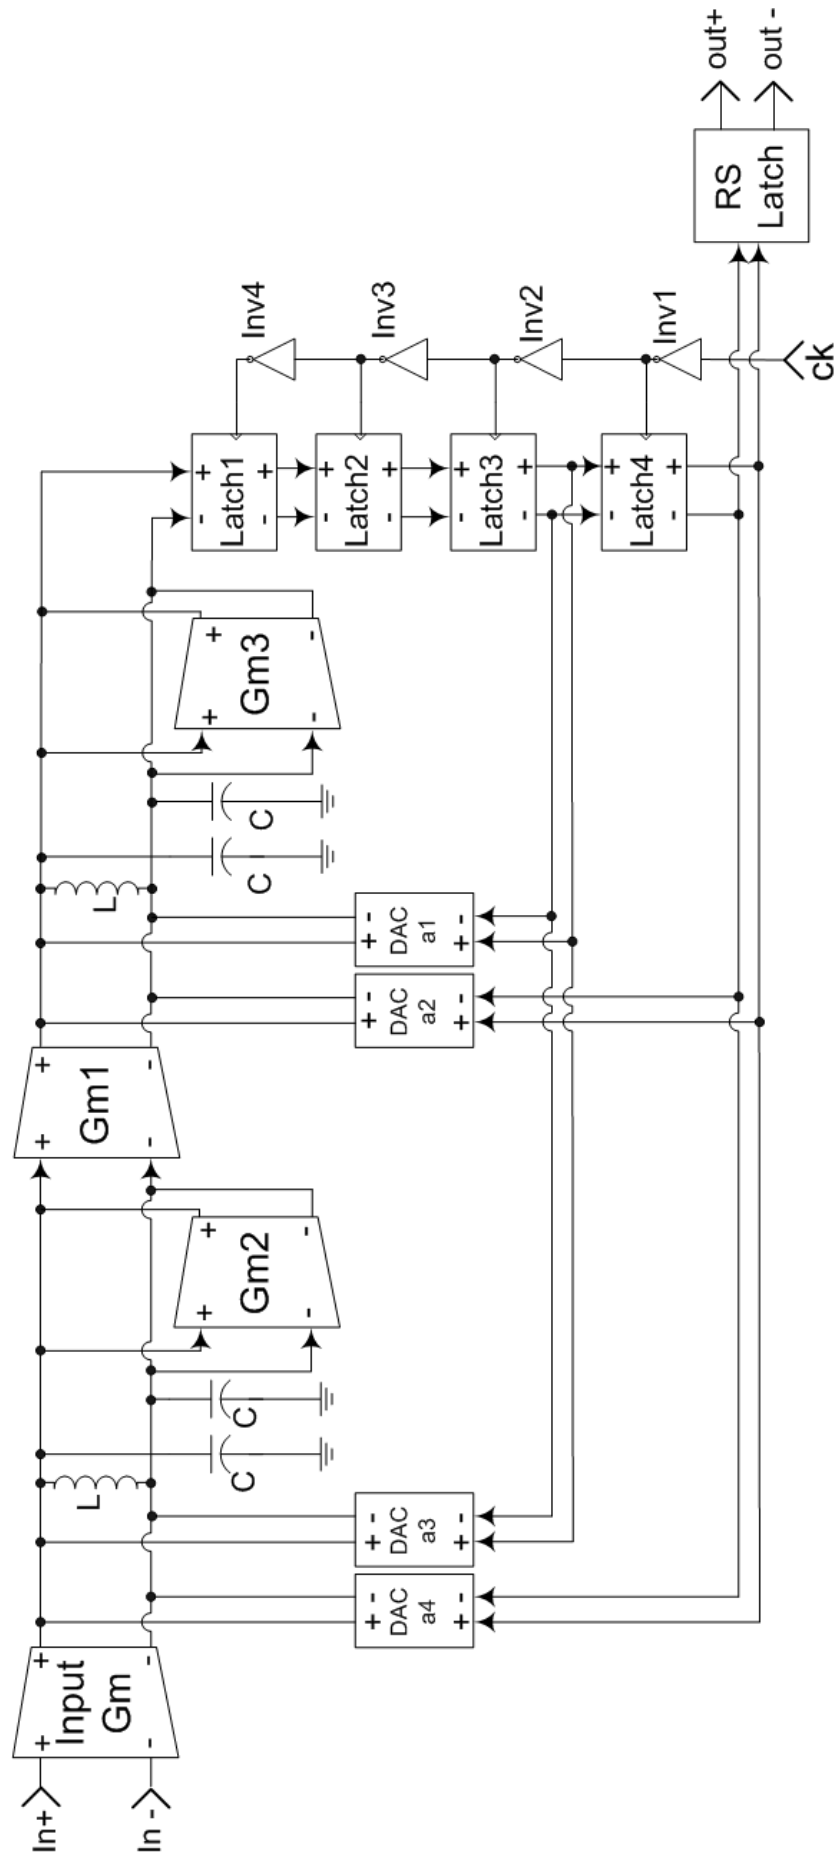 In+
In -
+
-
Input
Gm
+
-
L
C
C
+
-
Gm2
+
-
+
-
Gm1
+
-
L
C
C
+
-
Gm3
+
-
- +
Latch1
- +
- +
Latch2
- +
- +
Latch3
- +
- +
Latch4
- +
Inv4
Inv3
Inv2
Inv1
ck
+ -
DAC
a4
+ -
+ -
DAC
a3
+ -
+ -
DAC
a2
+ -
+ -
DAC
a1
+ -
RS
Latch
out+
out -